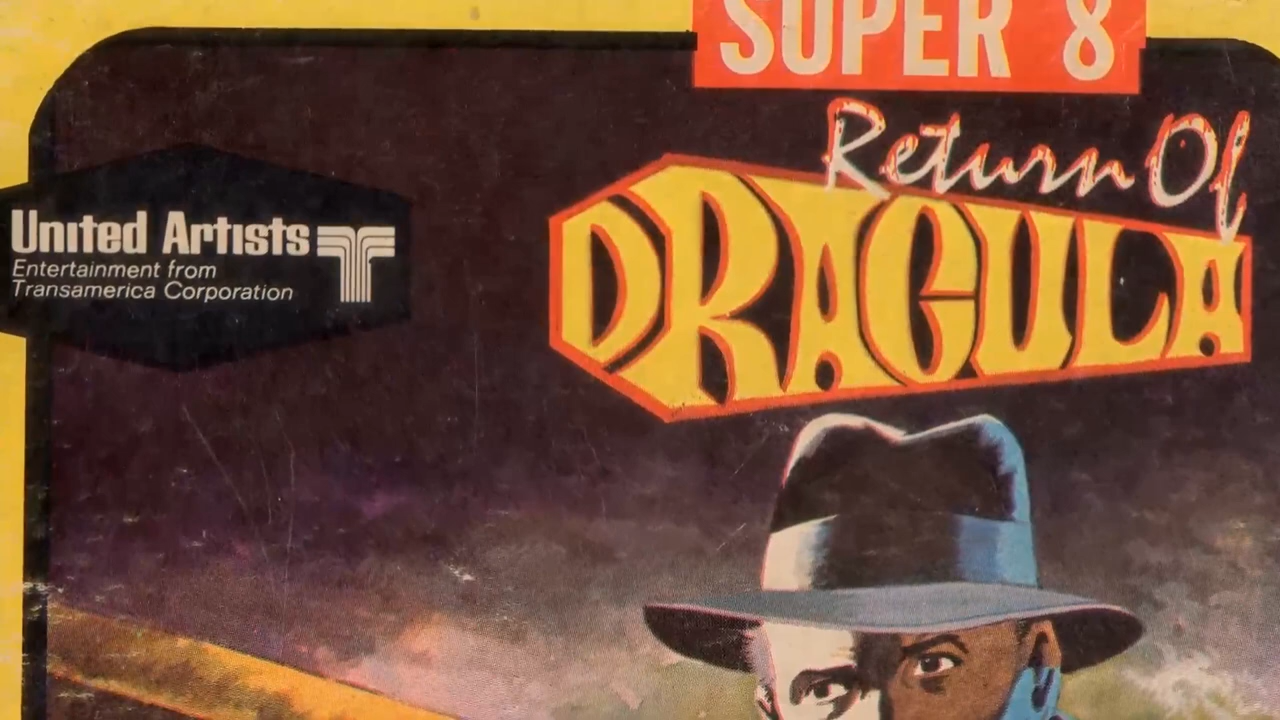 SUPER 8
Return Of
DRACULA
United Artists
Entertainment from
Transamerica Corporation